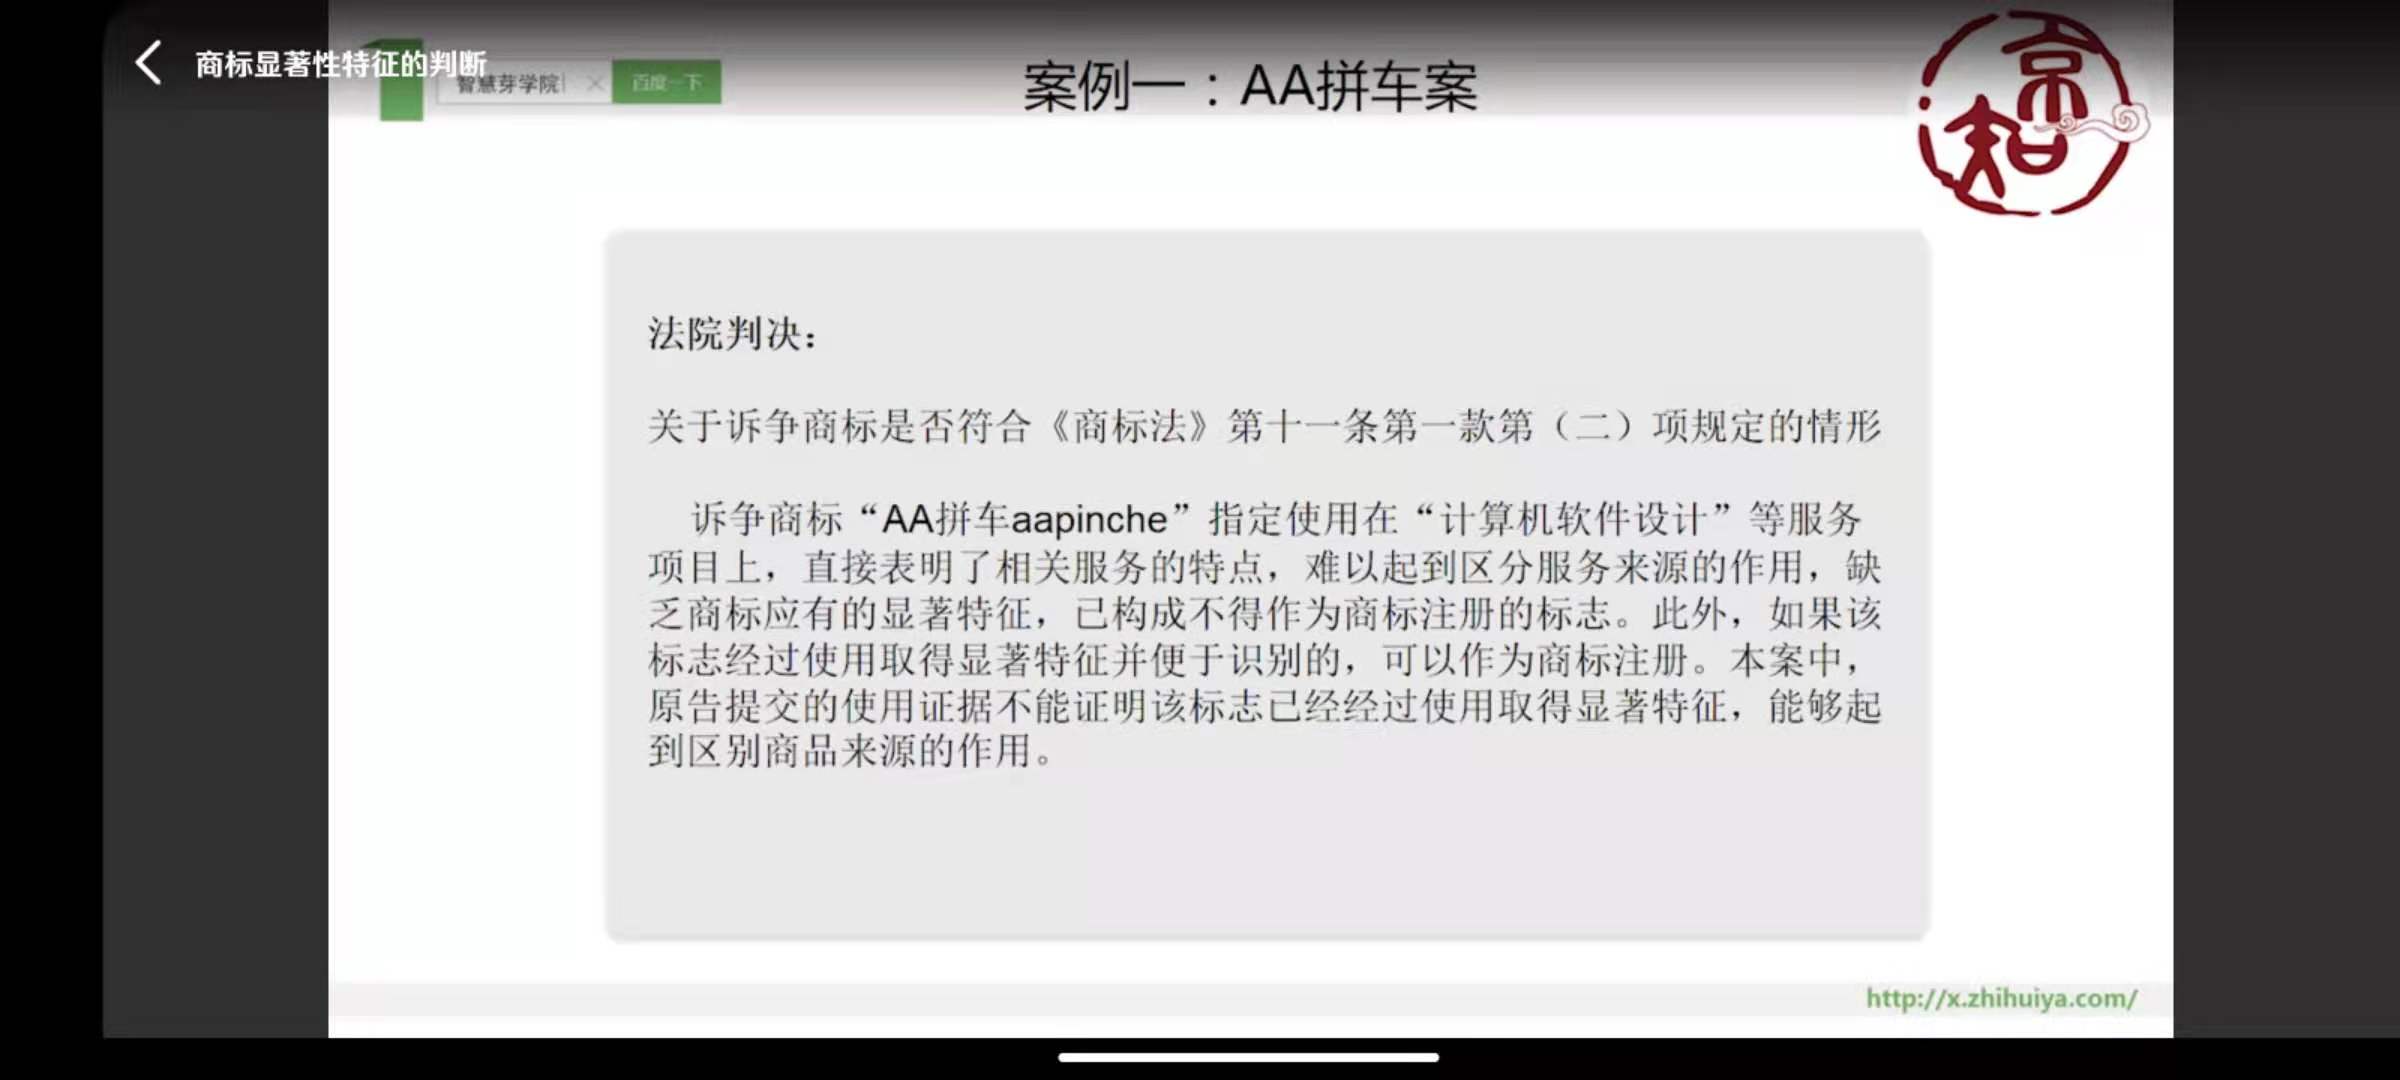 商标显著性特征的判断
智慧芽学院
百度一下
案例一：AA拼车案
京知
法院判决：
关于诉争商标是否符合《商标法》第十一条第一款第（二）项规定的情形
诉争商标“AA拼车aapinche”指定使用在“计算机软件设计”等服务
项目上，直接表明了相关服务的特点，难以起到区分服务来源的作用，缺
乏商标应有的显著特征，已构成不得作为商标注册的标志。此外，如果该
标志经过使用取得显著特征并便于识别的，可以作为商标注册。本案中，
原告提交的使用证据不能证明该标志已经经过使用取得显著特征，能够起
到区别商品来源的作用。
http://x.zhihuiya.com/